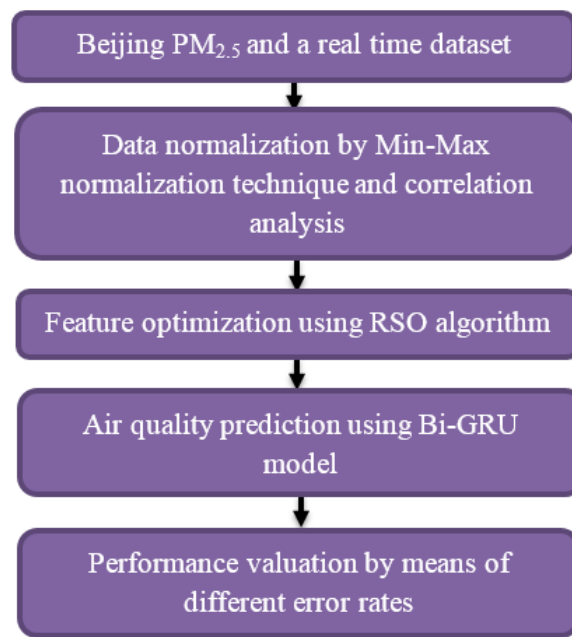 Beijing PM₂.₅ and a real time dataset
Data normalization by Min-Max
normalization technique and correlation
analysis
Feature optimization using RSO algorithm
Air quality prediction using Bi-GRU
model
Performance valuation by means of
different error rates